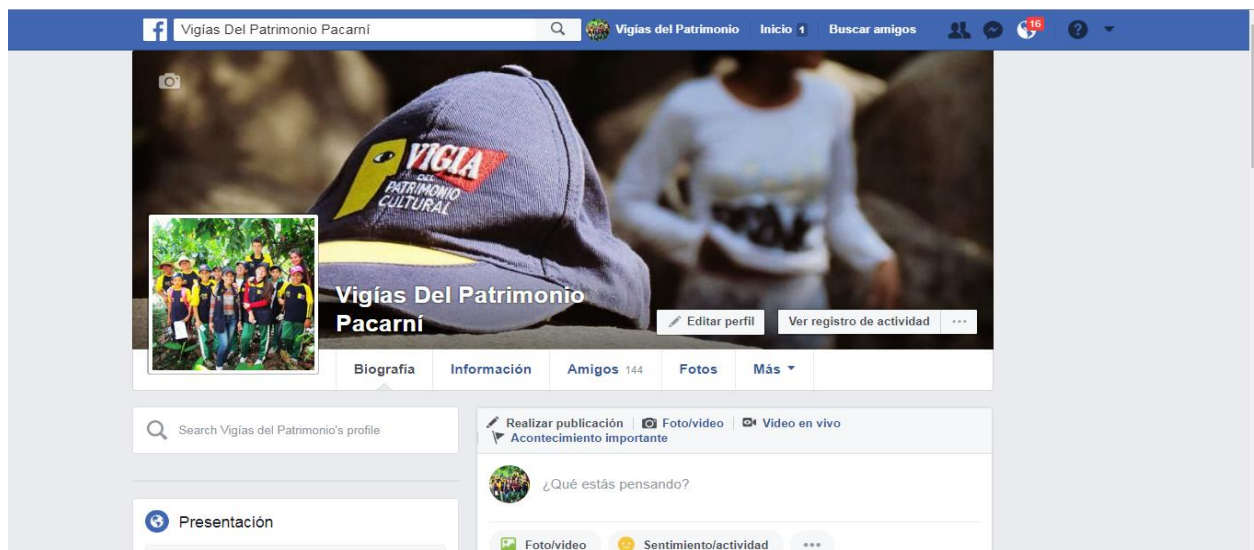 Vigías Del Patrimonio Pacarní
Vigías del Patrimonio Inicio 1 Buscar amigos 16
VIGIA
DEL
PATRIMONIO
CULTURAL
Vigías Del Patrimonio
Pacarní
Editar perfil Ver registro de actividad ...
Biografía Información Amigos 144 Fotos Más
Search Vigías del Patrimonio's profile
Realizar publicación Foto/video Video en vivo
Acontecimiento importante
¿Qué estás pensando?
Presentación
Foto/video Sentimiento/actividad ...